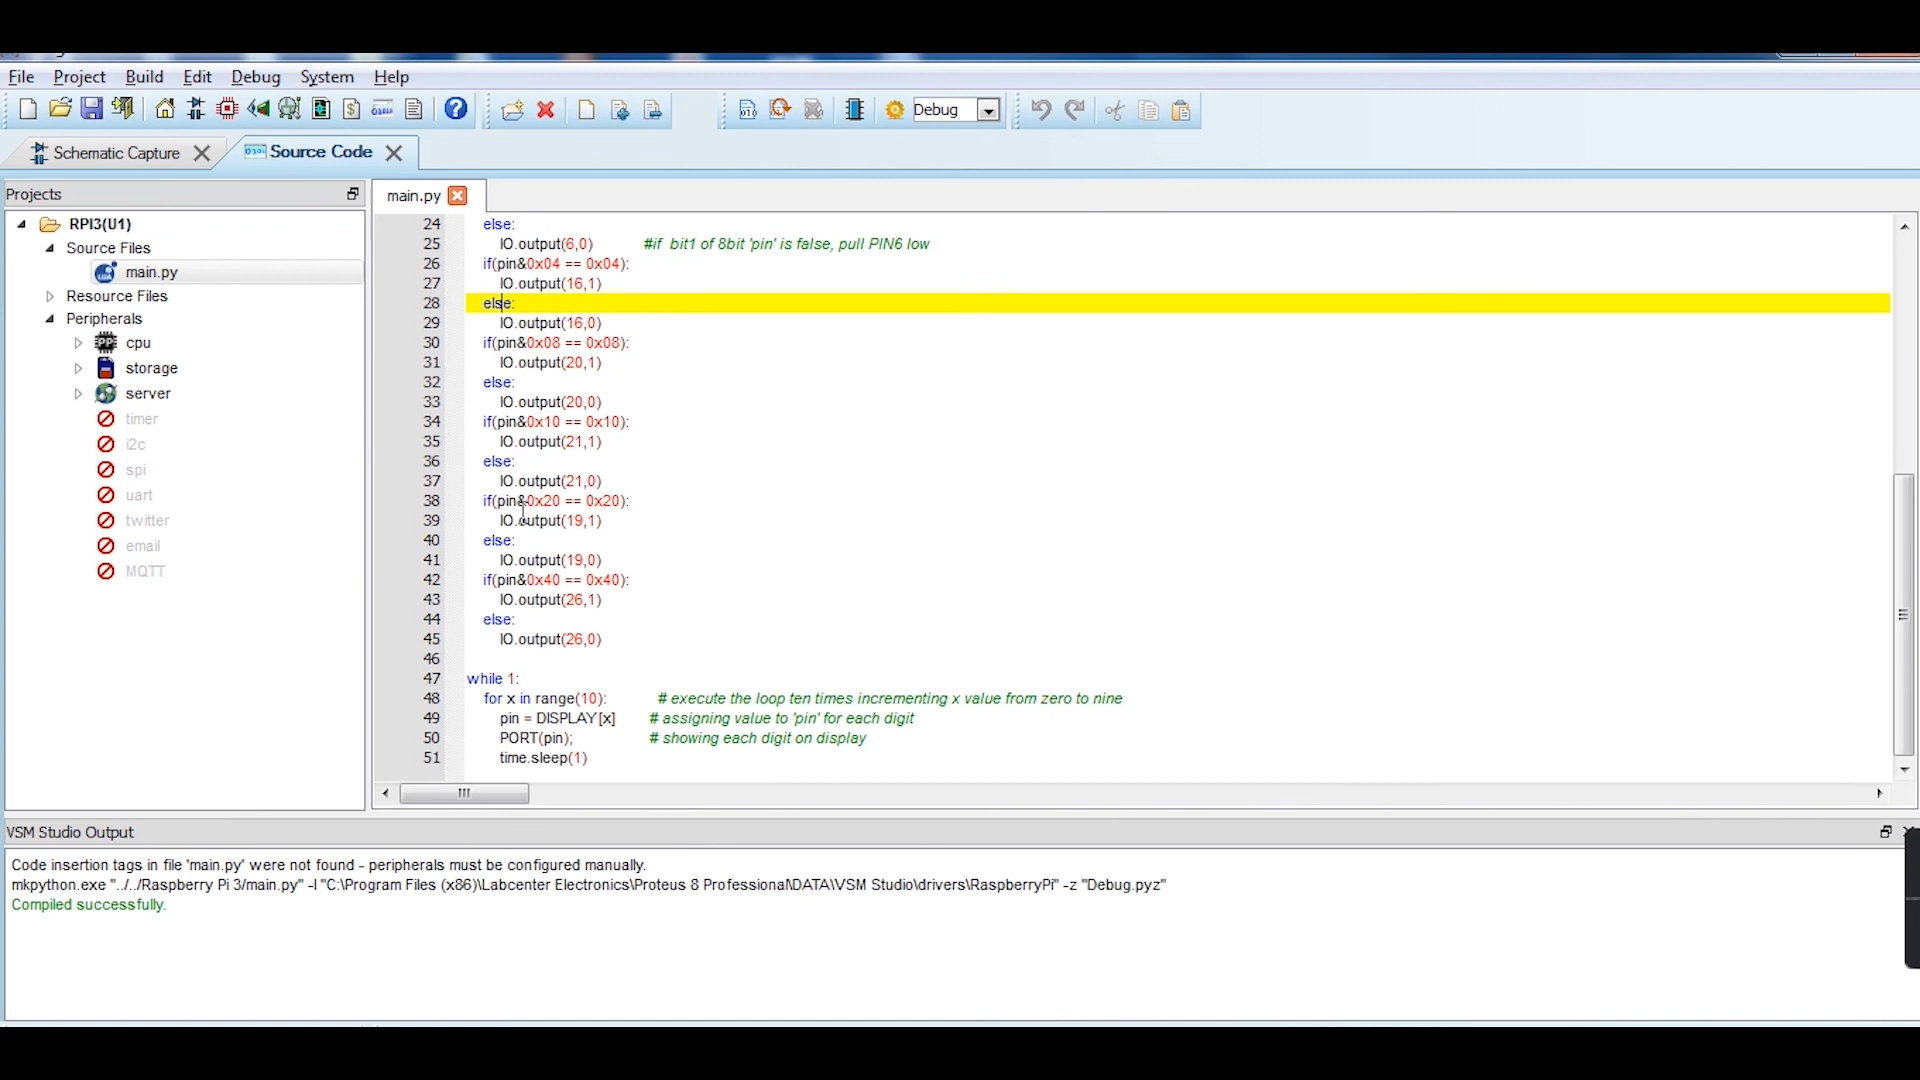 File Project Build Edit Debug System Help
Debug
Schematic Capture Source Code
Projects
main.py
RPI3(U1)
Source Files
main.py
Resource Files
Peripherals
cpu
storage
server
timer
i2c
spi
uart
twitter
email
MQTT
24 else:
25 IO.output(6,0) #if bit1 of 8bit 'pin' is false, pull PIN6 low
26 if(pin&0x04 == 0x04):
27 IO.output(16,1)
28 else:
29 IO.output(16,0)
30 if(pin&0x08 == 0x08):
31 IO.output(20,1)
32 else:
33 IO.output(20,0)
34 if(pin&0x10 == 0x10):
35 IO.output(21,1)
36 else:
37 IO.output(21,0)
38 if(pin&0x20 == 0x20):
39 IO.output(19,1)
40 else:
41 IO.output(19,0)
42 if(pin&0x40 == 0x40):
43 IO.output(26,1)
44 else:
45 IO.output(26,0)
46
47 while 1:
48 for x in range(10): # execute the loop ten times incrementing x value from zero to nine
49 pin = DISPLAY[x] # assigning value to 'pin' for each digit
50 PORT(pin); # showing each digit on display
51 time.sleep(1)
VSM Studio Output
Code insertion tags in file 'main.py' were not found - peripherals must be configured manually.
mkpython.exe "../../Raspberry Pi 3/main.py" -I "C:\Program Files (x86)\Labcenter Electronics\Proteus 8 Professional\DATA\VSM Studio\drivers\RaspberryPi" -z "Debug.pyz"
Compiled successfully.